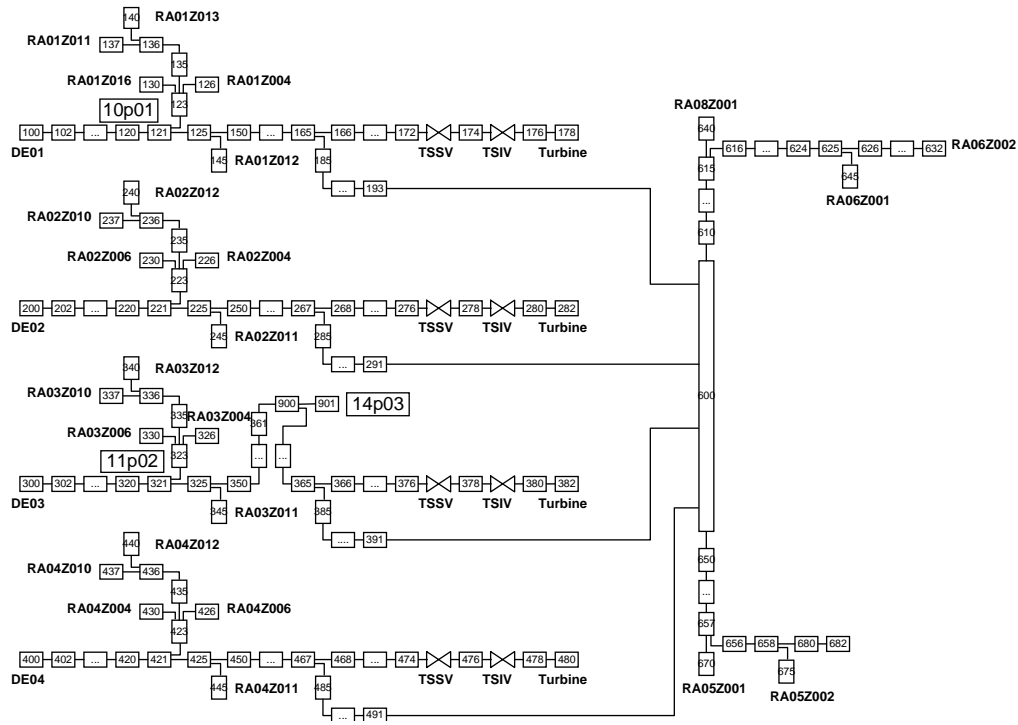 140 RA01Z013
RA01Z011 137 136
135
RA01Z016 130 126 RA01Z004
10p01 123
100 102 ... 120 121 125 150 ... 165 166 ... 172 174 176 178
DE01 145 RA01Z012 185 TSSV TSIV Turbine
... 193
240 RA02Z012
RA02Z010 237 236
235
RA02Z006 230 226 RA02Z004
223
200 202 ... 220 221 225 250 ... 267 268 ... 276 278 280 282
DE02 245 RA02Z011 285 TSSV TSIV Turbine
... 291
340 RA03Z012
RA03Z010 337 336
335 RA03Z004 361 900 901 14p03
RA03Z006 330 326
11p02 323 ... ...
300 302 ... 320 321 325 350 365 366 ... 376 378 380 382
DE03 345 RA03Z011 385 TSSV TSIV Turbine
.... 391
440 RA04Z012
RA04Z010 437 436
435
RA04Z004 430 426 RA04Z006
423
400 402 ... 420 421 425 450 ... 467 468 ... 474 476 478 480
DE04 445 RA04Z011 485 TSSV TSIV Turbine
... 491
RA08Z001
640
616 ... 624 625 626 ... 632 RA06Z002
615 645
RA06Z001
...
610
600
650
...
657
656 658 680 682
670 675
RA05Z001 RA05Z002